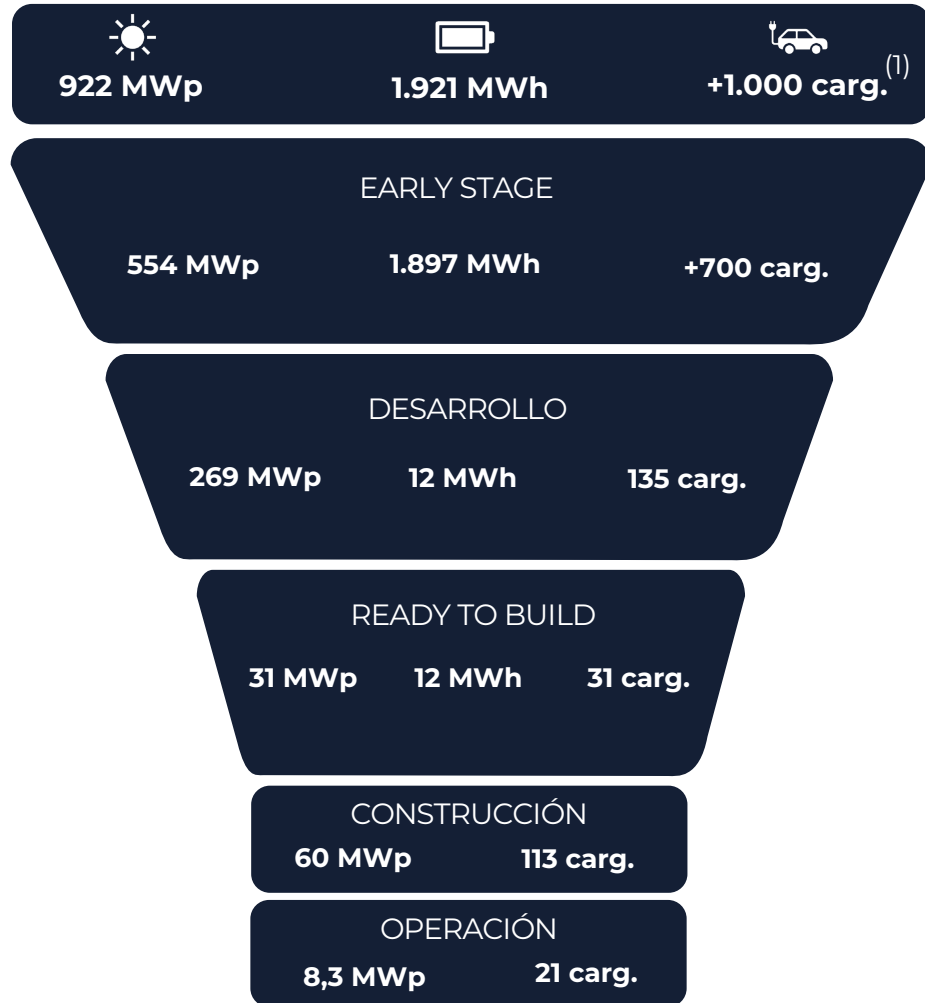 922 MWp 1.921 MWh +1.000 carg.(1)
EARLY STAGE
554 MWp 1.897 MWh +700 carg.
DESARROLLO
269 MWp 12 MWh 135 carg.
READY TO BUILD
31 MWp 12 MWh 31 carg.
CONSTRUCCIÓN
60 MWp 113 carg.
OPERACIÓN
8,3 MWp 21 carg.